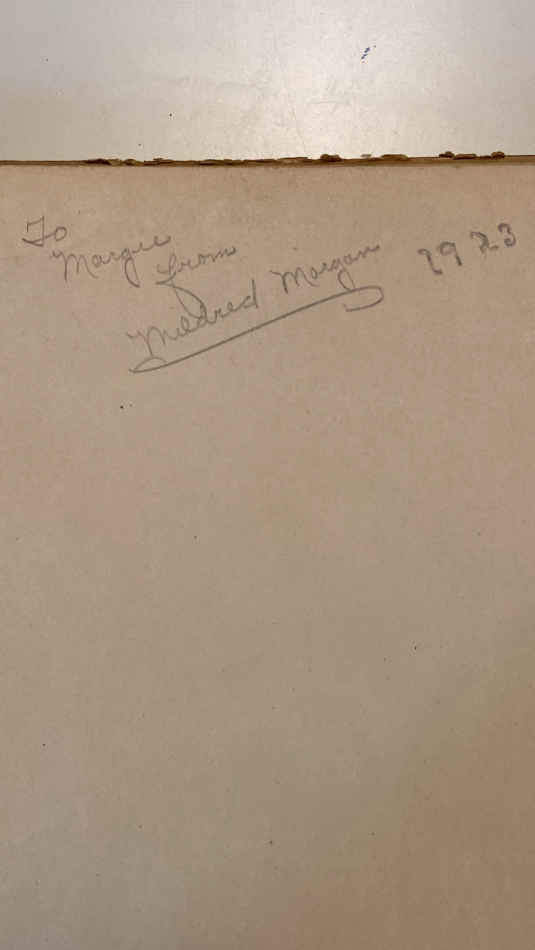 To
Margie
from
Mildred Morgan 1923